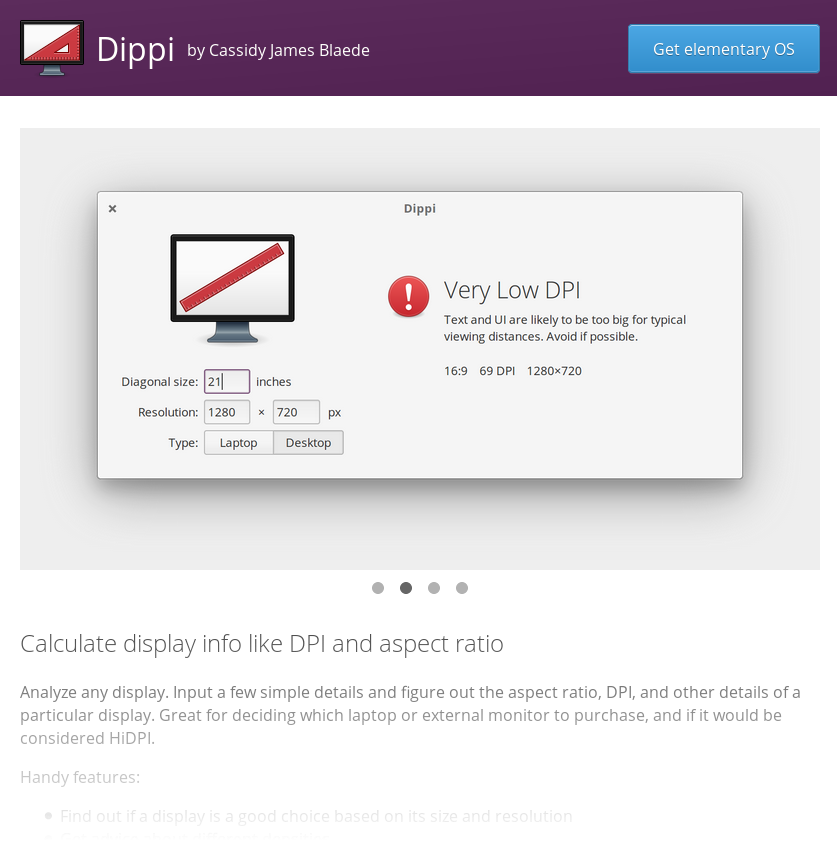 Dippi by Cassidy James Blaede
Get elementary OS
Dippi
Very Low DPI
Text and UI are likely to be too big for typical
viewing distances. Avoid if possible.
16:9 69 DPI 1280×720
Diagonal size: 21 inches
Resolution: 1280 × 720 px
Type: Laptop Desktop
Calculate display info like DPI and aspect ratio
Analyze any display. Input a few simple details and figure out the aspect ratio, DPI, and other details of a
particular display. Great for deciding which laptop or external monitor to purchase, and if it would be
considered HiDPI.
Handy features:
Find out if a display is a good choice based on its size and resolution